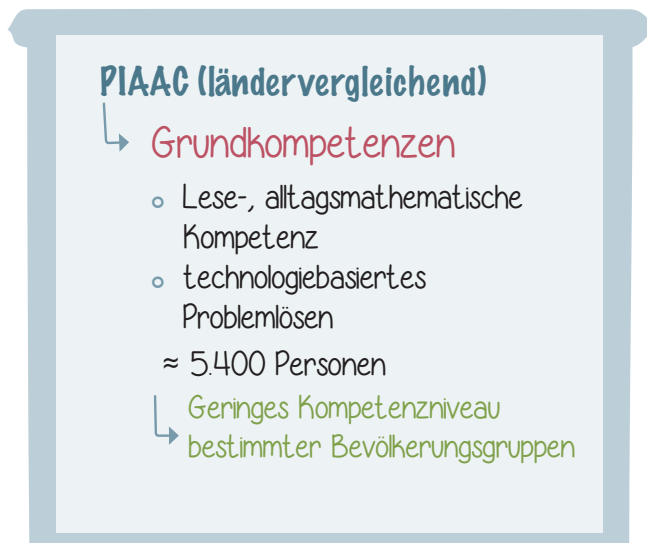 PIAAC (ländervergleichend)
Grundkompetenzen
Lese-, alltagsmathematische
Kompetenz
technologiebasiertes
Problemlösen
≈ 5.400 Personen
Geringes Kompetenzniveau
bestimmter Bevölkerungsgruppen